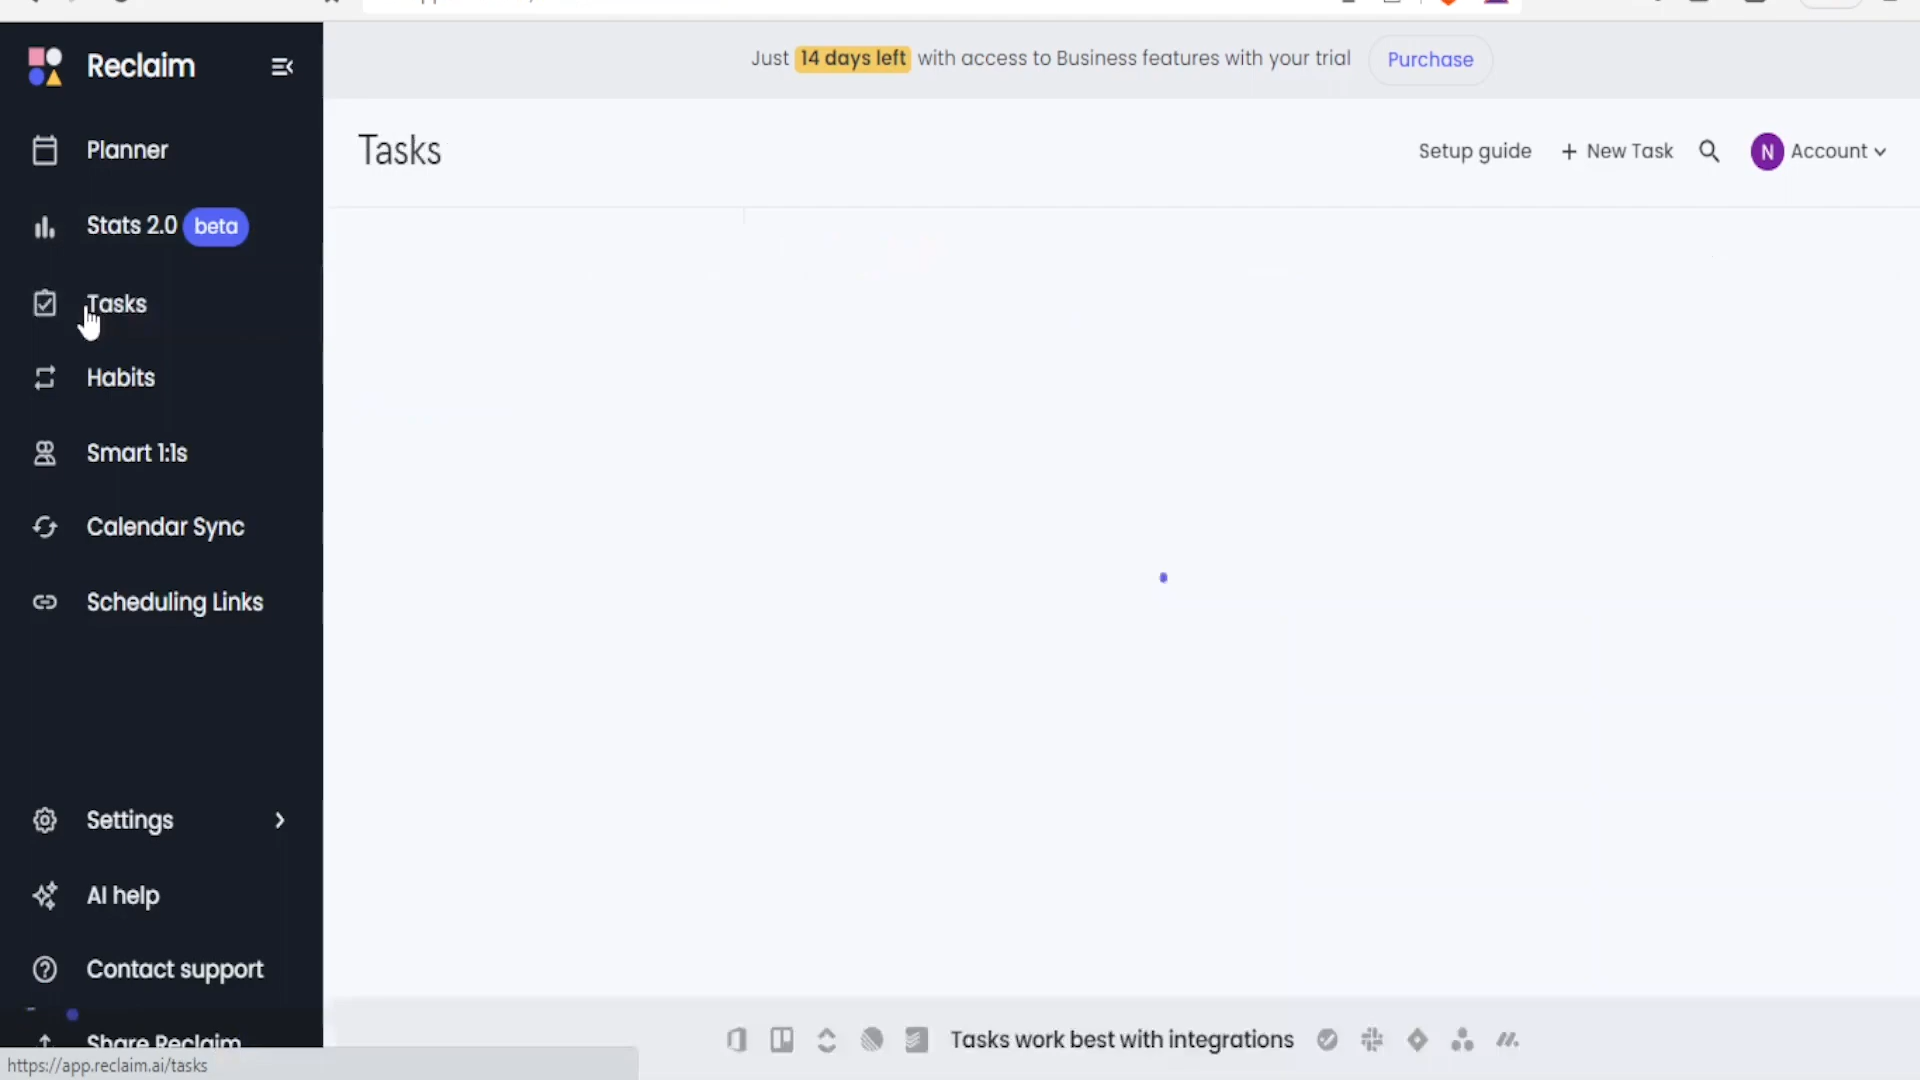 Reclaim
Planner
Stats 2.0 beta
Tasks
Habits
Smart 1:1s
Calendar Sync
Scheduling Links
Settings
AI help
Contact support
Share Reclaim
https://app.reclaim.ai/tasks
Just 14 days left with access to Business features with your trial Purchase
Tasks
Setup guide + New Task N Account
Tasks work best with integrations